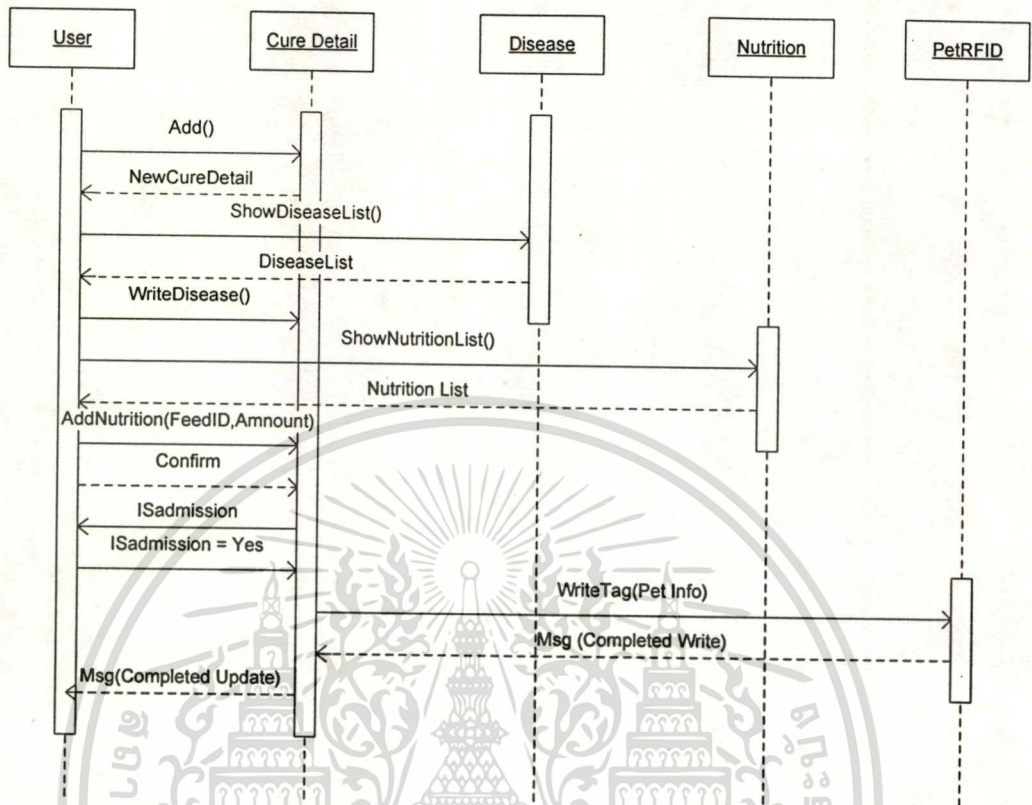 User
Cure Detail
Disease
Nutrition
PetRFID
Add()
NewCureDetail
ShowDiseaseList()
DiseaseList
WriteDisease()
ShowNutritionList()
Nutrition List
AddNutrition(FeedID,Amnount)
Confirm
ISadmission
ISadmission = Yes
WriteTag(Pet Info)
Msg (Completed Write)
Msg(Completed Update)